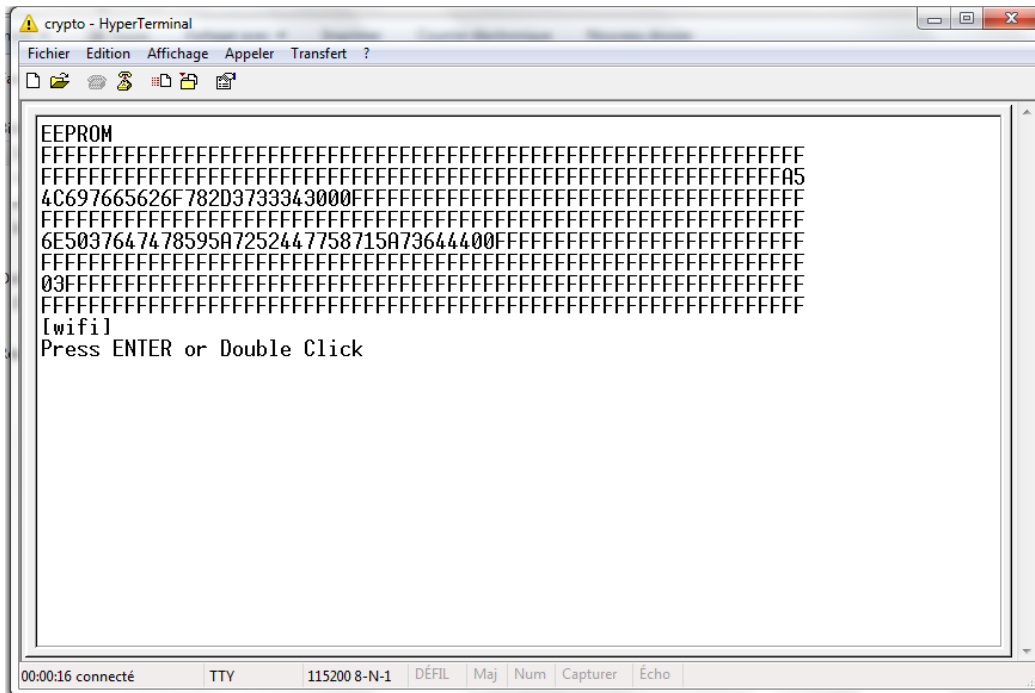 crypto - HyperTerminal
Fichier Edition Affichage Appeler Transfert ?
EEPROM
FFFFFFFFFFFFFFFFFFFFFFFFFFFFFFFFFFFFFFFFFFFFFFFFFFFFFFFFFFFFFFFF
FFFFFFFFFFFFFFFFFFFFFFFFFFFFFFFFFFFFFFFFFFFFFFFFFFFFFFFFFFFFFFA5
4C697665626F782D3733343000FFFFFFFFFFFFFFFFFFFFFFFFFFFFFFFFFFFFFF
FFFFFFFFFFFFFFFFFFFFFFFFFFFFFFFFFFFFFFFFFFFFFFFFFFFFFFFFFFFFFFFF
6E5037647478595A7252447758715A73644400FFFFFFFFFFFFFFFFFFFFFFFFFF
FFFFFFFFFFFFFFFFFFFFFFFFFFFFFFFFFFFFFFFFFFFFFFFFFFFFFFFFFFFFFFFF
03FFFFFFFFFFFFFFFFFFFFFFFFFFFFFFFFFFFFFFFFFFFFFFFFFFFFFFFFFFFFFF
FFFFFFFFFFFFFFFFFFFFFFFFFFFFFFFFFFFFFFFFFFFFFFFFFFFFFFFFFFFFFFFF
[wifi]
Press ENTER or Double Click
00:00:16 connecté TTY 115200 8-N-1 DÉFIL Maj Num Capturer Écho